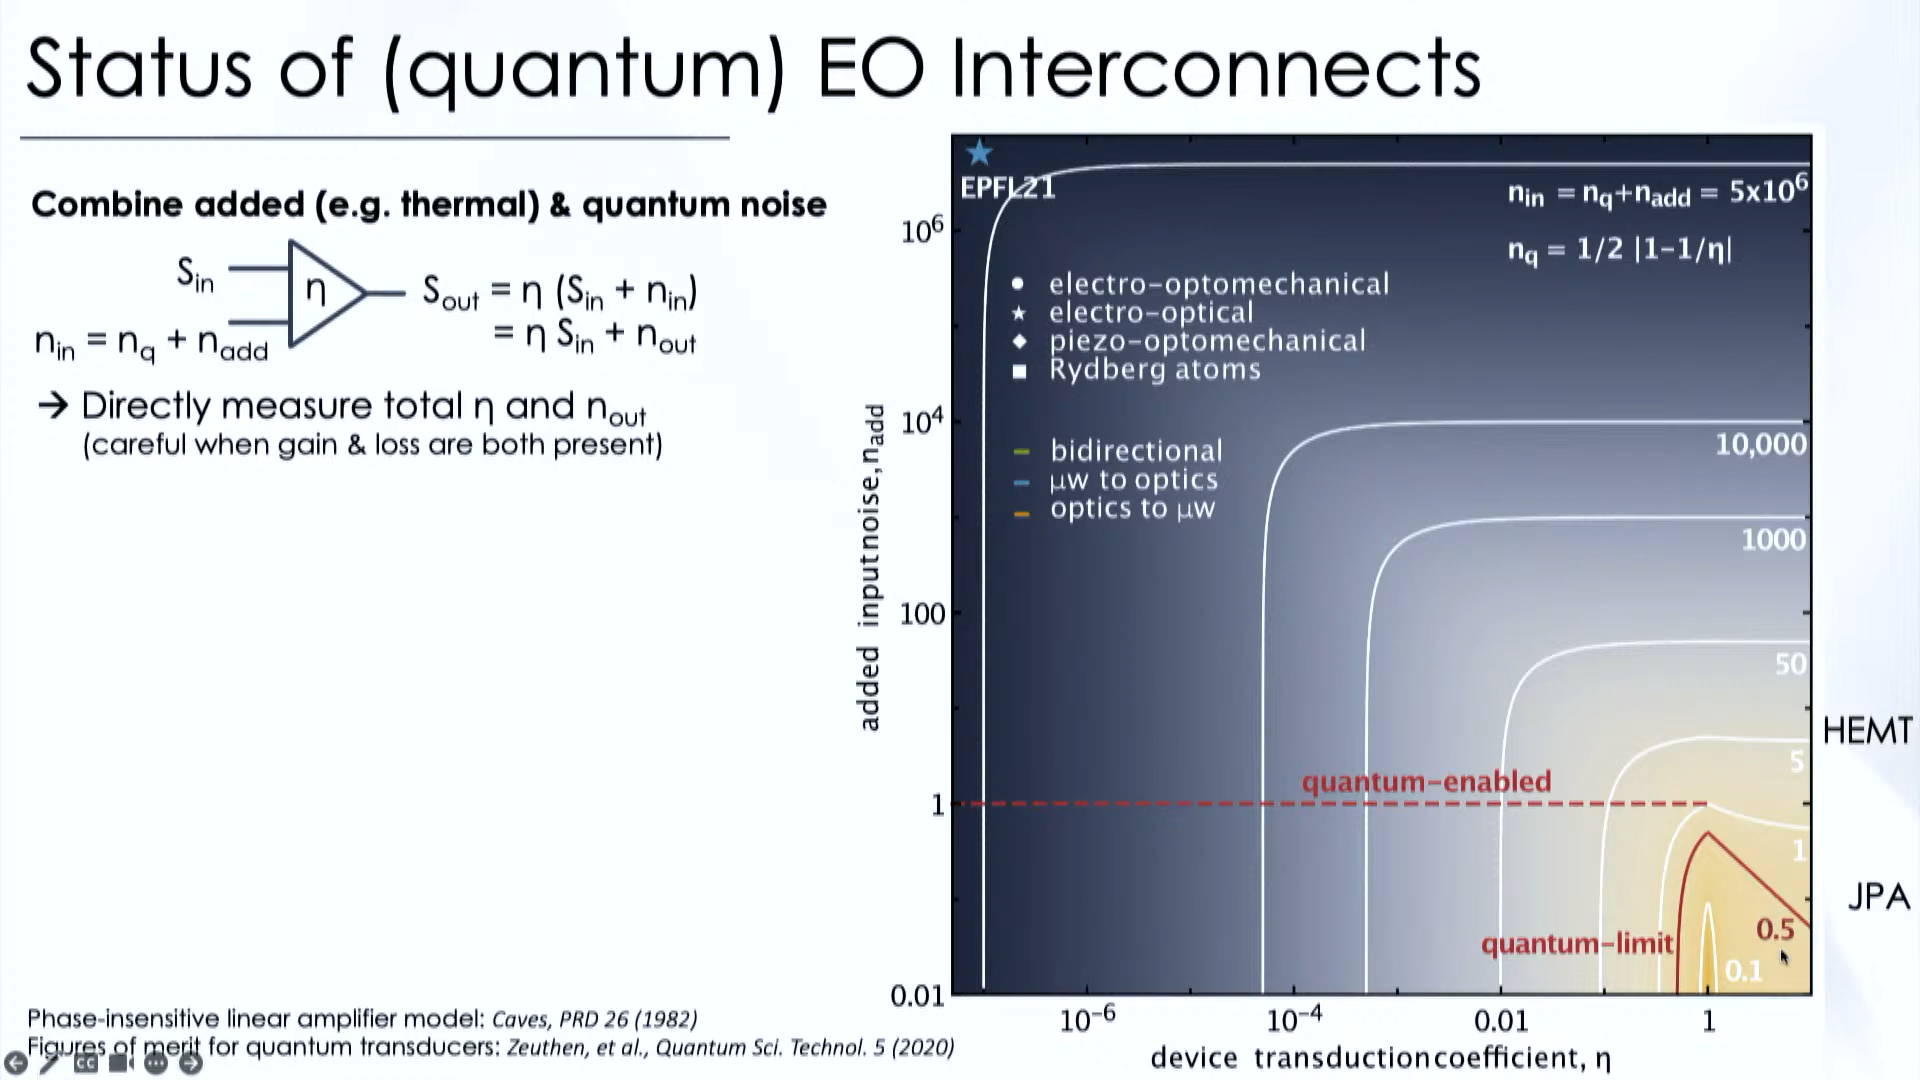 Status of (quantum) EO Interconnects
Combine added (e.g. thermal) & quantum noise
S_in
η
n_in = n_q + n_add
S_out = η (S_in + n_in)
= η S_in + n_out
→ Directly measure total η and n_out
(careful when gain & loss are both present)
Phase-insensitive linear amplifier model: Caves, PRD 26 (1982)
Figures of merit for quantum transducers: Zeuthen, et al., Quantum Sci. Technol. 5 (2020)
CC
EPFL21
n_in = n_q+n_add = 5x10^6
n_q = 1/2 |1-1/η|
electro-optomechanical
electro-optical
piezo-optomechanical
Rydberg atoms
bidirectional
μw to optics
optics to μw
10,000
1000
50
5
1
0.5
0.1
quantum-enabled
quantum-limit
HEMT
JPA
added input noise, n_add
10^6
10^4
100
1
0.01
10^-6
10^-4
0.01
1
device transduction coefficient, η